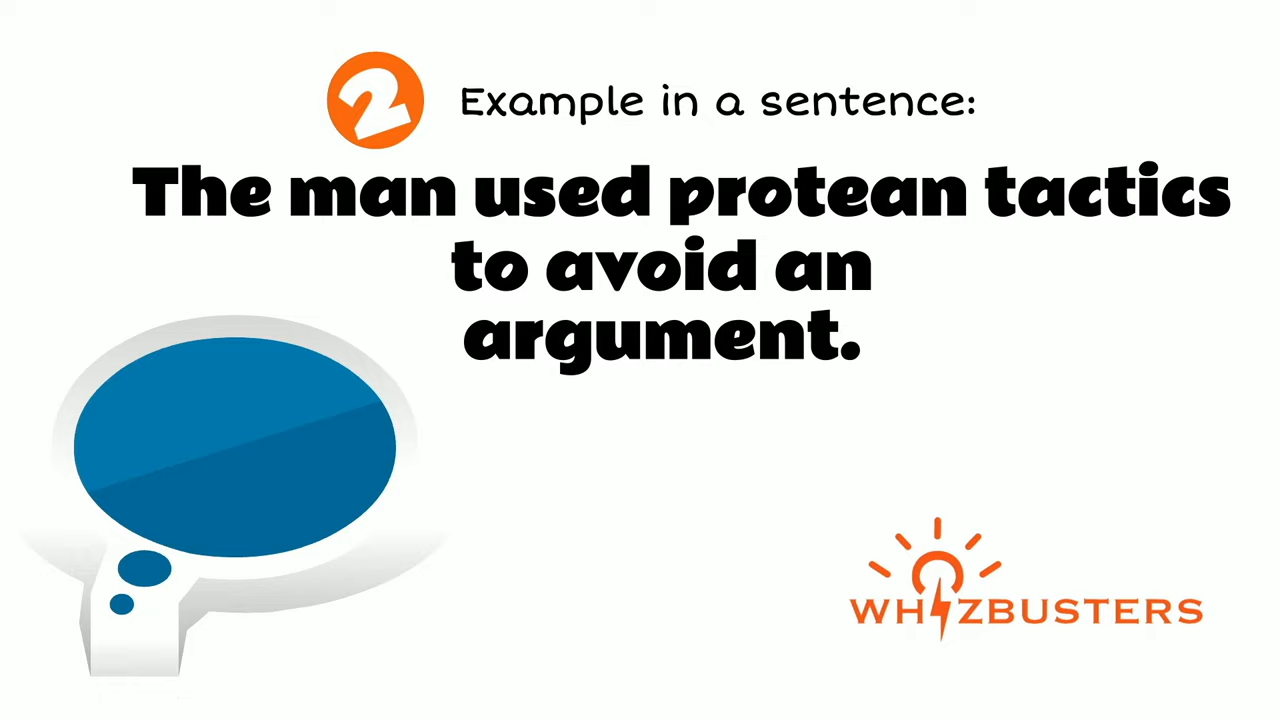 2 Example in a sentence:
The man used protean tactics
to avoid an
argument.
WHIZBUSTERS